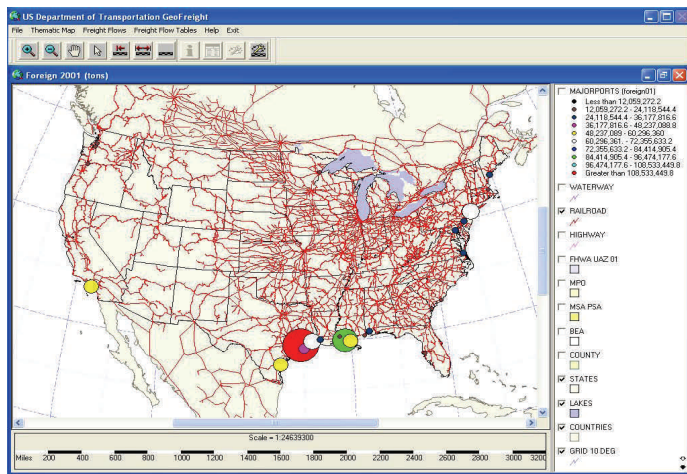 US Department of Transportation GeoFreight
File Thematic Map Freight Flows Freight Flow Tables Help Exit
Foreign 2001 (tons)
MAJORPORTS (foreign01)
Less than 12,059,272.2
12,059,272.2 - 24,118,544.4
24,118,544.4 - 36,177,816.6
36,177,816.6 - 48,237,088.8
48,237,089 - 60,296,360
60,296,361. - 72,355,633.2
72,355,633.2 - 84,414,905.4
84,414,905.4 - 96,474,177.6
96,474,177.6 - 108,533,449.8
Greater than 108,533,449.8
WATERWAY
RAILROAD
HIGHWAY
FHWA UAZ 01
MPO
MSA PSA
BEA
COUNTY
STATES
LAKES
COUNTRIES
GRID 10 DEG
Scale = 1:24639300
Miles 200 400 600 800 1000 1200 1400 1600 1800 2000 2200 2400 2600 2800 3000 3200